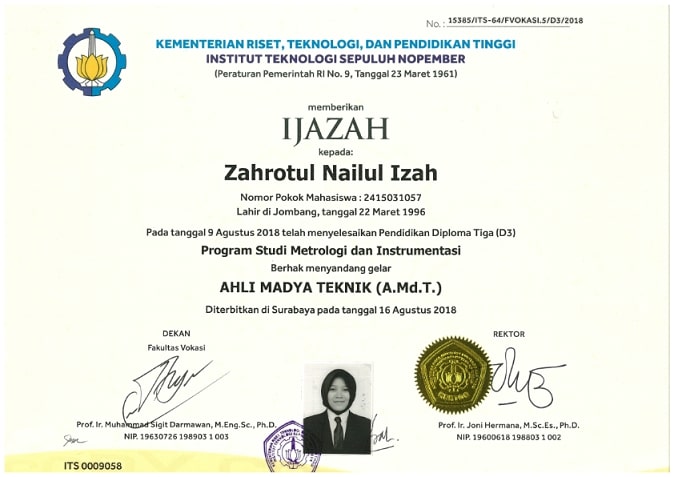 No.: 15385/ITS-64/FVOKASI.5/D3/2018
KEMENTERIAN RISET, TEKNOLOGI, DAN PENDIDIKAN TINGGI
INSTITUT TEKNOLOGI SEPULUH NOPEMBER
(Peraturan Pemerintah RI No. 9, Tanggal 23 Maret 1961)
memberikan
IJAZAH
kepada:
Zahrotul Nailul Izah
Nomor Pokok Mahasiswa : 2415031057
Lahir di Jombang, tanggal 22 Maret 1996
Pada tanggal 9 Agustus 2018 telah menyelesaikan Pendidikan Diploma Tiga (D3)
Program Studi Metrologi dan Instrumentasi
Berhak menyandang gelar
AHLI MADYA TEKNIK (A.Md.T.)
Diterbitkan di Surabaya pada tanggal 16 Agustus 2018
DEKAN
Fakultas Vokasi
Prof. Ir. Muhammad Sigit Darmawan, M.Eng.Sc., Ph.D.
NIP. 19630726 198903 1 003
REKTOR
Prof. Ir. Joni Hermana, M.Sc.Es., Ph.D.
NIP. 19600618 198803 1 002
ITS 0009058